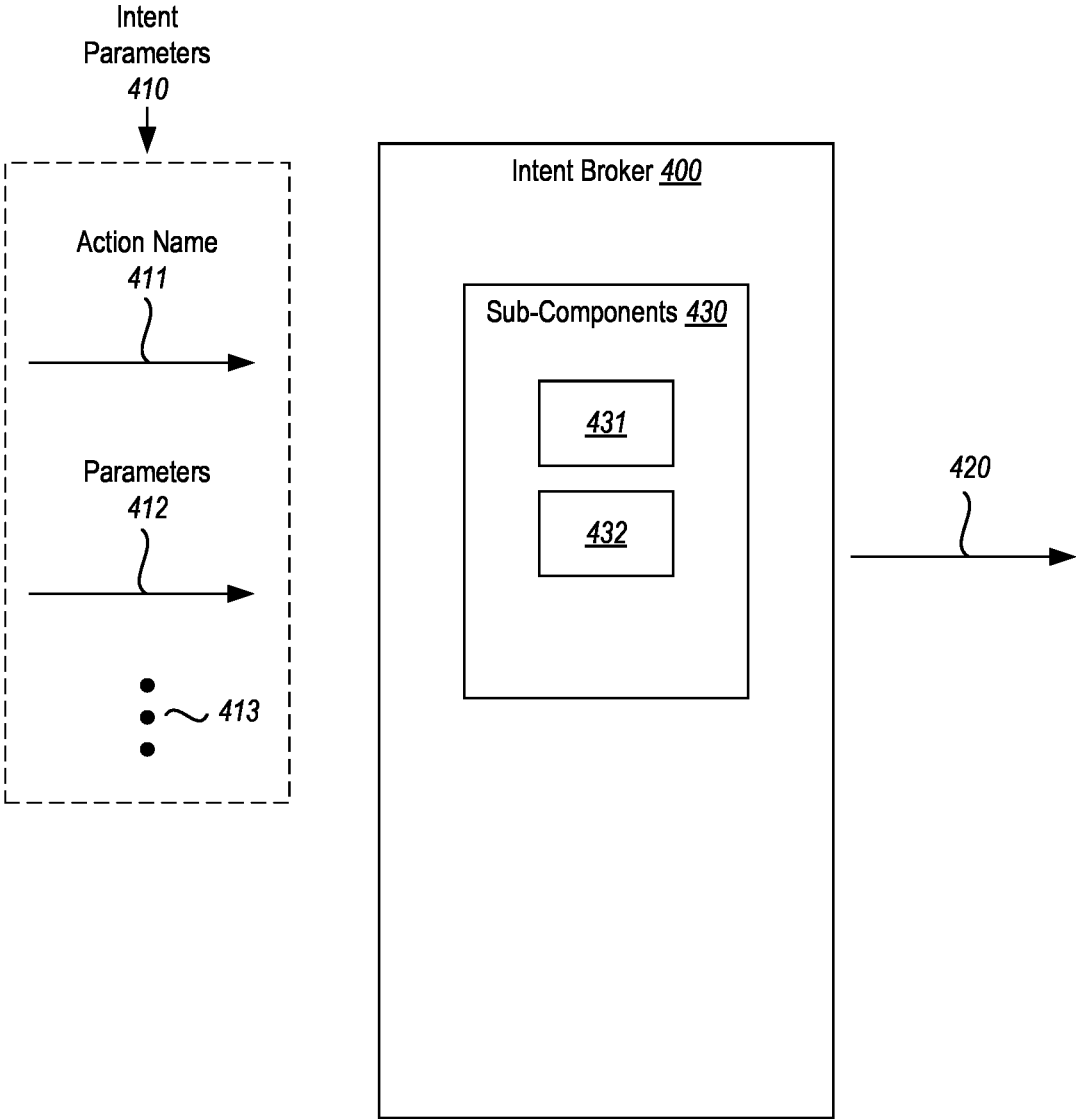 Intent
Parameters
410
Action Name
411
Parameters
412
413
Intent Broker 400
Sub-Components 430
431
432
420